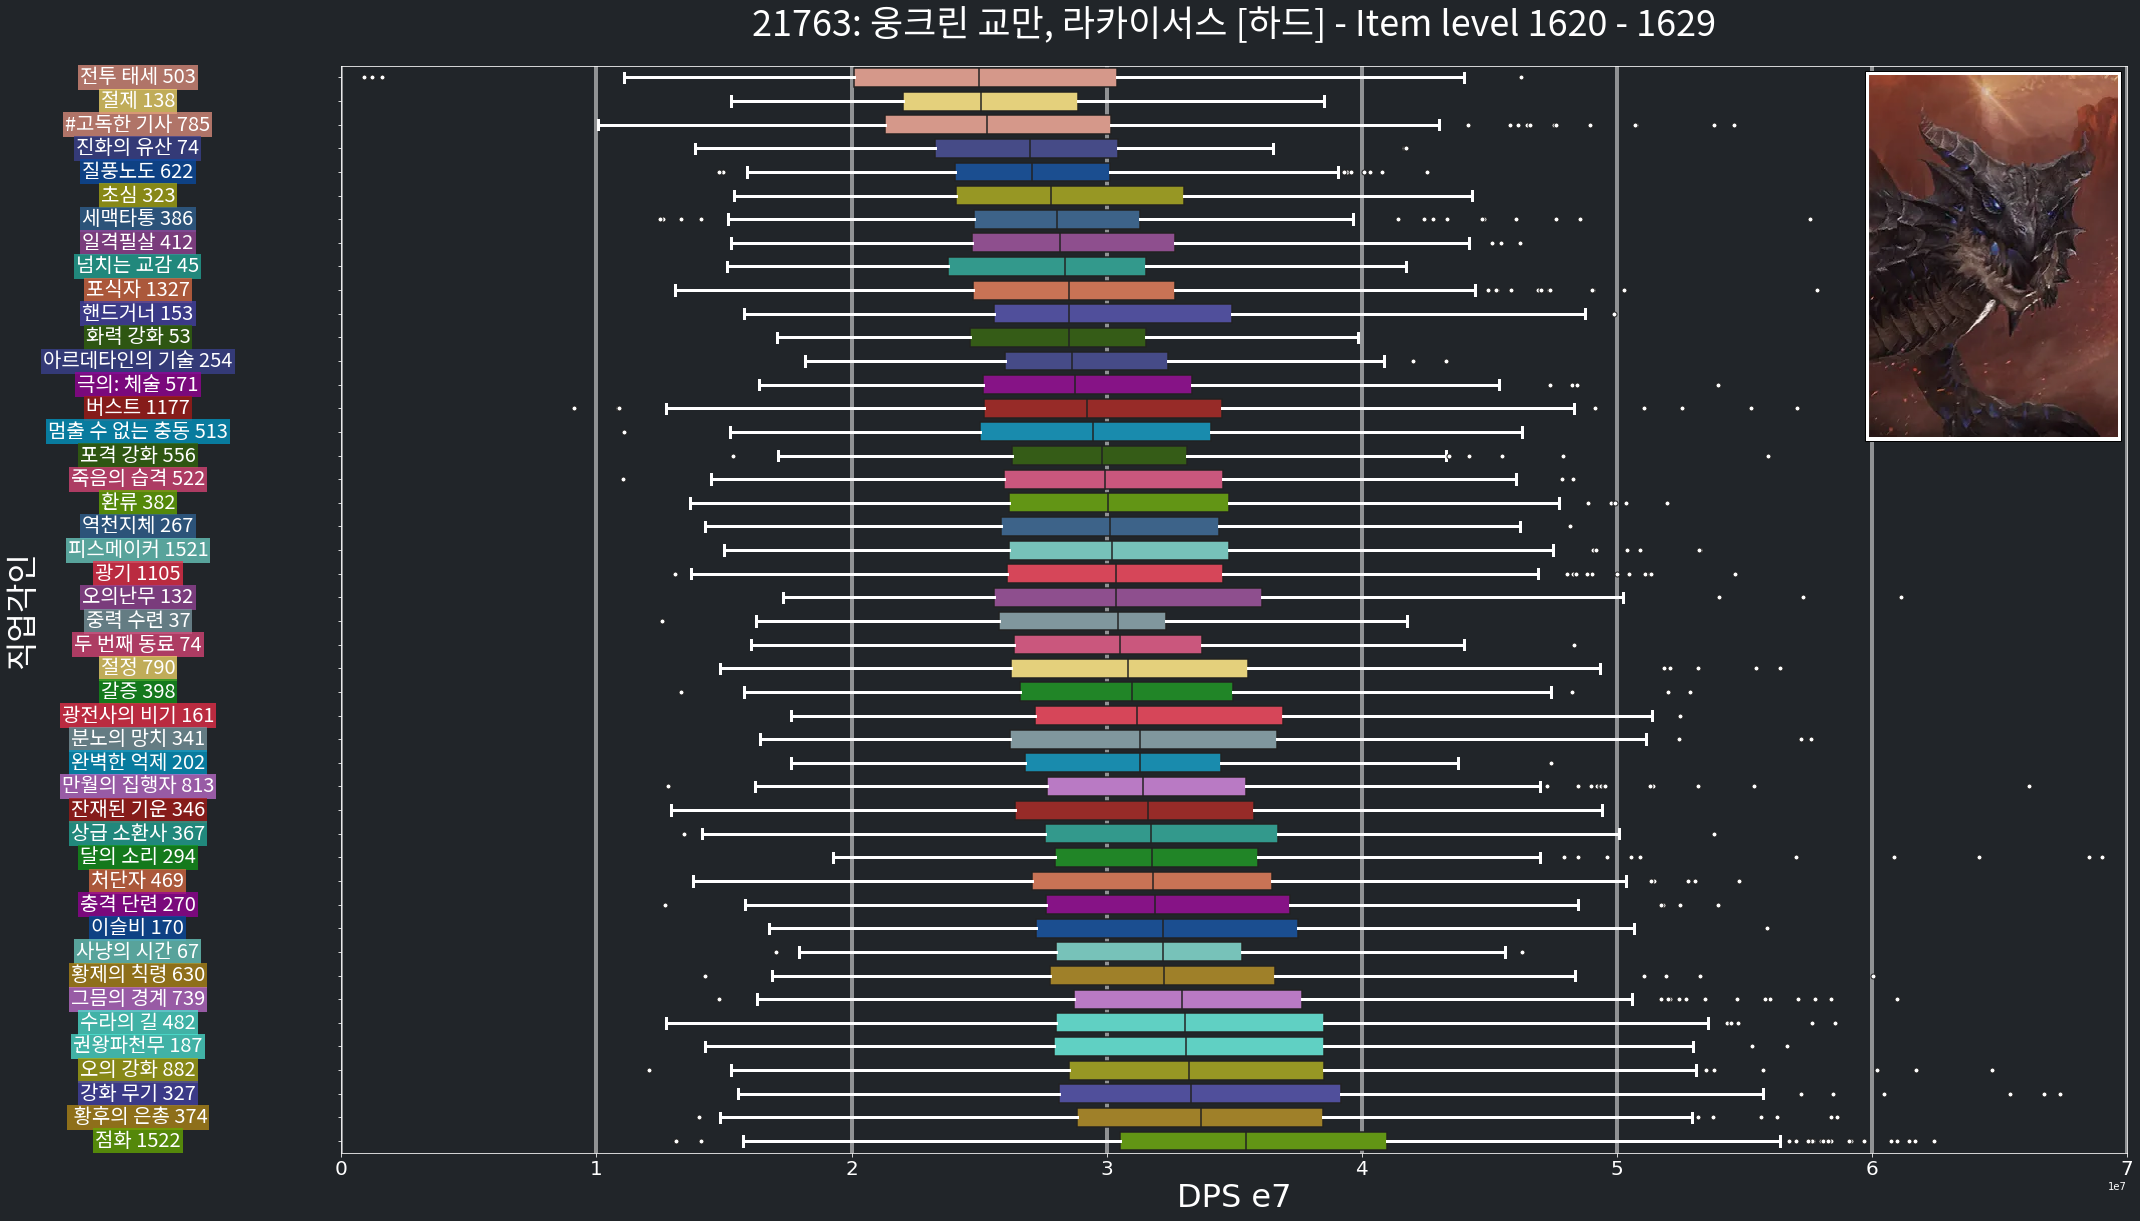 21763: 웅크린 교만, 라카이서스 [하드] - Item level 1620 - 1629
전투 태세 503
절제 138
#고독한 기사 785
진화의 유산 74
질풍노도 622
초심 323
세맥타통 386
일격필살 412
넘치는 교감 45
포식자 1327
핸드거너 153
화력 강화 53
아르데타인의 기술 254
극의: 체술 571
버스트 1177
멈출 수 없는 충동 513
포격 강화 556
죽음의 습격 522
환류 382
역천지체 267
피스메이커 1521
광기 1105
오의난무 132
중력 수련 37
두 번째 동료 74
절정 790
갈증 398
광전사의 비기 161
분노의 망치 341
완벽한 억제 202
만월의 집행자 813
잔재된 기운 346
상급 소환사 367
달의 소리 294
처단자 469
충격 단련 270
이슬비 170
사냥의 시간 67
황제의 칙령 630
그믐의 경계 739
수라의 길 482
권왕파천무 187
오의 강화 882
강화 무기 327
황후의 은총 374
점화 1522
직업각인
0 1 2 3 4 5 6 7
DPS e7
1e7